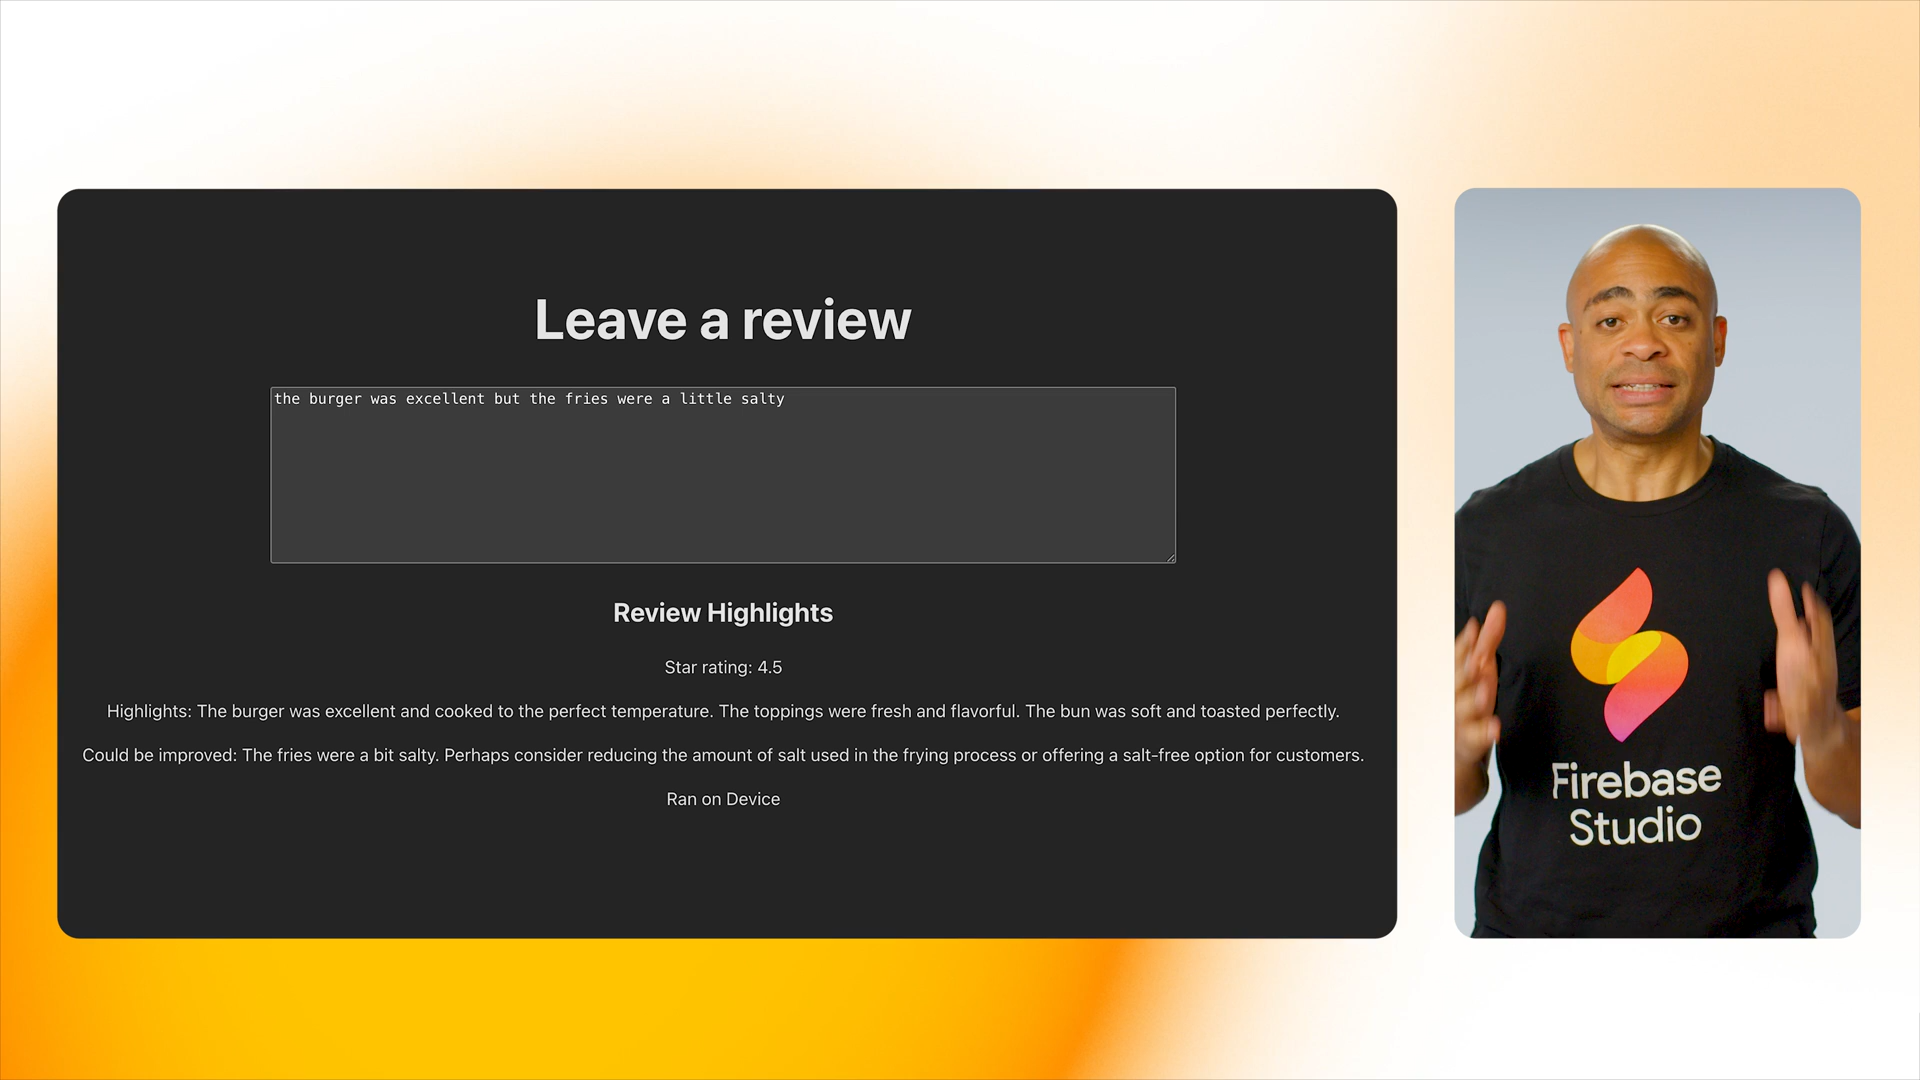 Leave a review
the burger was excellent but the fries were a little salty
Review Highlights
Star rating: 4.5
Highlights: The burger was excellent and cooked to the perfect temperature. The toppings were fresh and flavorful. The bun was soft and toasted perfectly.
Could be improved: The fries were a bit salty. Perhaps consider reducing the amount of salt used in the frying process or offering a salt-free option for customers.
Ran on Device
Firebase
Studio